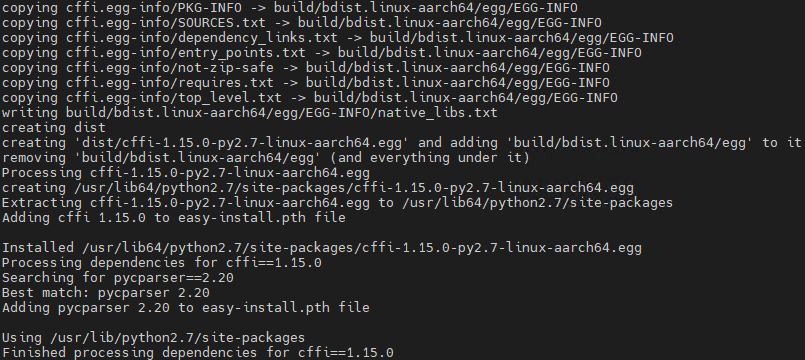 copying cffi.egg-info/PKG-INFO -> build/bdist.linux-aarch64/egg/EGG-INFO
copying cffi.egg-info/SOURCES.txt -> build/bdist.linux-aarch64/egg/EGG-INFO
copying cffi.egg-info/dependency_links.txt -> build/bdist.linux-aarch64/egg/EGG-INFO
copying cffi.egg-info/entry_points.txt -> build/bdist.linux-aarch64/egg/EGG-INFO
copying cffi.egg-info/not-zip-safe -> build/bdist.linux-aarch64/egg/EGG-INFO
copying cffi.egg-info/requires.txt -> build/bdist.linux-aarch64/egg/EGG-INFO
copying cffi.egg-info/top_level.txt -> build/bdist.linux-aarch64/egg/EGG-INFO
writing build/bdist.linux-aarch64/egg/EGG-INFO/native_libs.txt
creating dist
creating 'dist/cffi-1.15.0-py2.7-linux-aarch64.egg' and adding 'build/bdist.linux-aarch64/egg' to it
removing 'build/bdist.linux-aarch64/egg' (and everything under it)
Processing cffi-1.15.0-py2.7-linux-aarch64.egg
creating /usr/lib64/python2.7/site-packages/cffi-1.15.0-py2.7-linux-aarch64.egg
Extracting cffi-1.15.0-py2.7-linux-aarch64.egg to /usr/lib64/python2.7/site-packages
Adding cffi 1.15.0 to easy-install.pth file

Installed /usr/lib64/python2.7/site-packages/cffi-1.15.0-py2.7-linux-aarch64.egg
Processing dependencies for cffi==1.15.0
Searching for pycparser==2.20
Best match: pycparser 2.20
Adding pycparser 2.20 to easy-install.pth file

Using /usr/lib/python2.7/site-packages
Finished processing dependencies for cffi==1.15.0